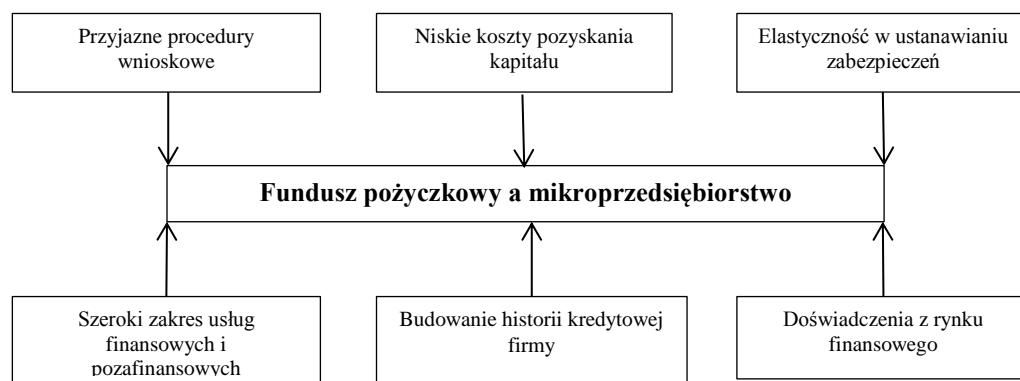 Przyjazne procedury
wnioskowe
Niskie koszty pozyskania
kapitału
Elastyczność w ustanawianiu
zabezpieczeń
Fundusz pożyczkowy a mikroprzedsiębiorstwo
Szeroki zakres usług
finansowych i
pozafinansowych
Budowanie historii kredytowej
firmy
Doświadczenia z rynku
finansowego